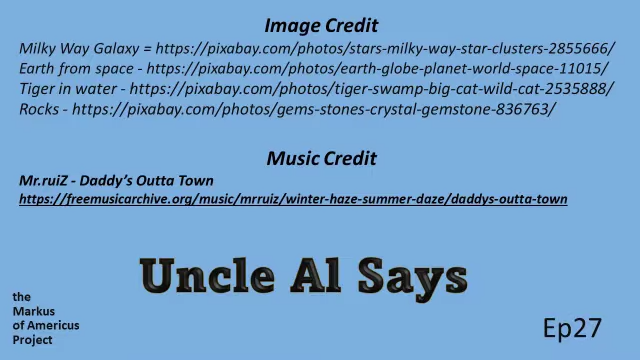 Image Credit
Milky Way Galaxy = https://pixabay.com/photos/stars-milky-way-star-clusters-2855666/
Earth from space - https://pixabay.com/photos/earth-globe-planet-world-space-11015/
Tiger in water - https://pixabay.com/photos/tiger-swamp-big-cat-wild-cat-2535888/
Rocks - https://pixabay.com/photos/gems-stones-crystal-gemstone-836763/
Music Credit
Mr.ruiZ - Daddy’s Outta Town
https://freemusicarchive.org/music/mrruiz/winter-haze-summer-daze/daddys-outta-town
Uncle Al Says
the
Markus
of Americus
Project
Ep27